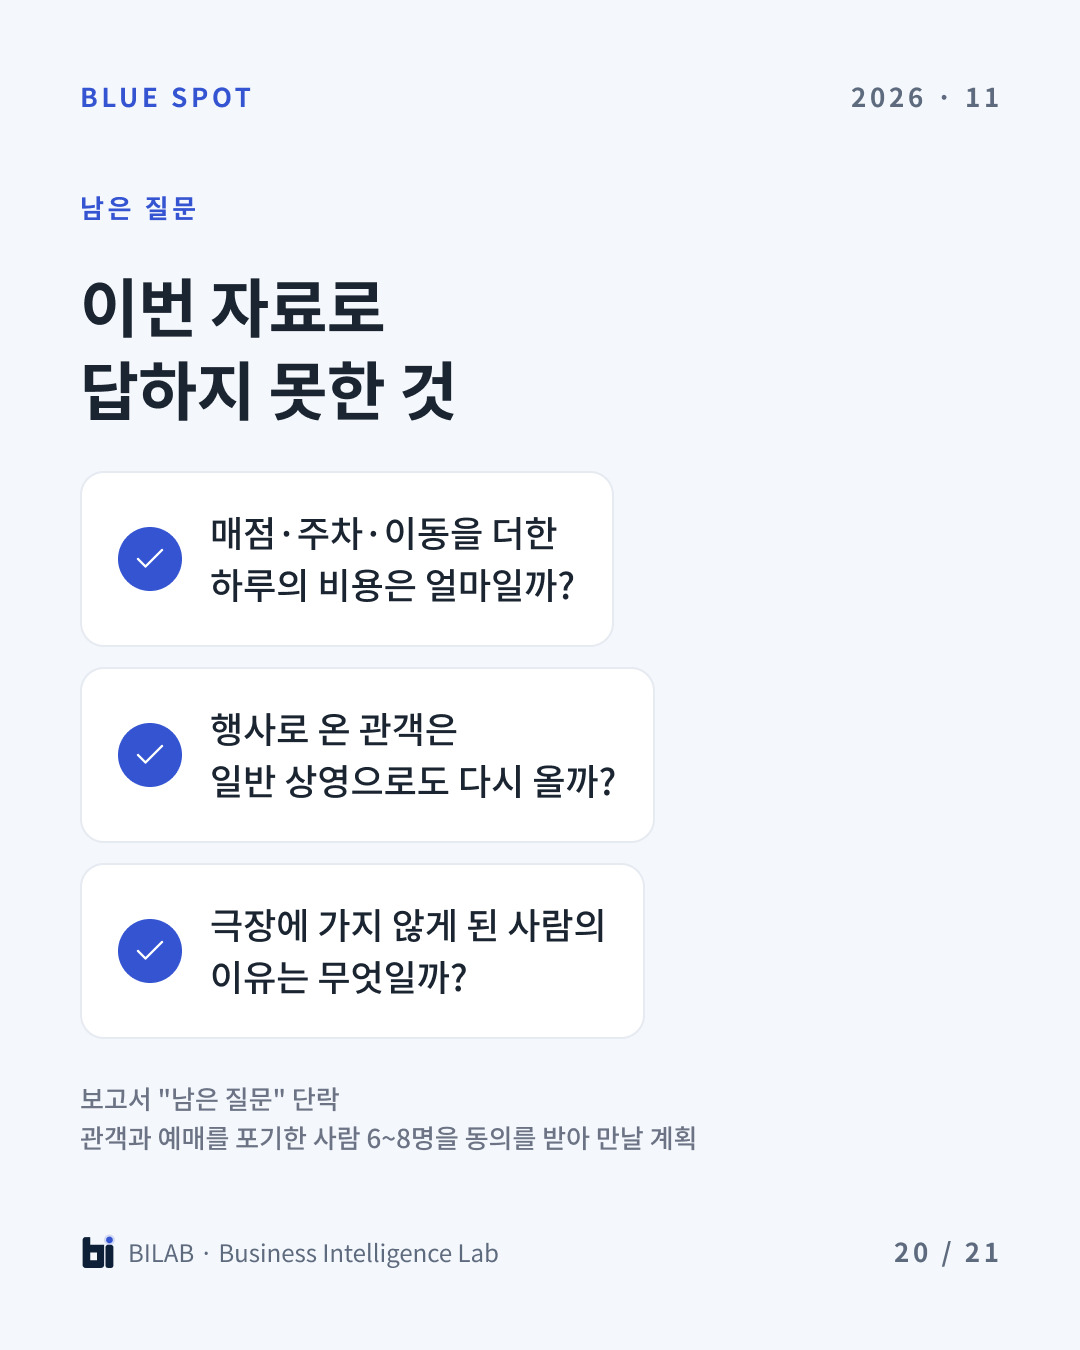 BLUE SPOT
2026 · 11
남은 질문
이번 자료로
답하지 못한 것
매점·주차·이동을 더한
하루의 비용은 얼마일까?
행사로 온 관객은
일반 상영으로도 다시 올까?
극장에 가지 않게 된 사람의
이유는 무엇일까?
보고서 "남은 질문" 단락
관객과 예매를 포기한 사람 6~8명을 동의를 받아 만날 계획
bi BILAB · Business Intelligence Lab
20 / 21